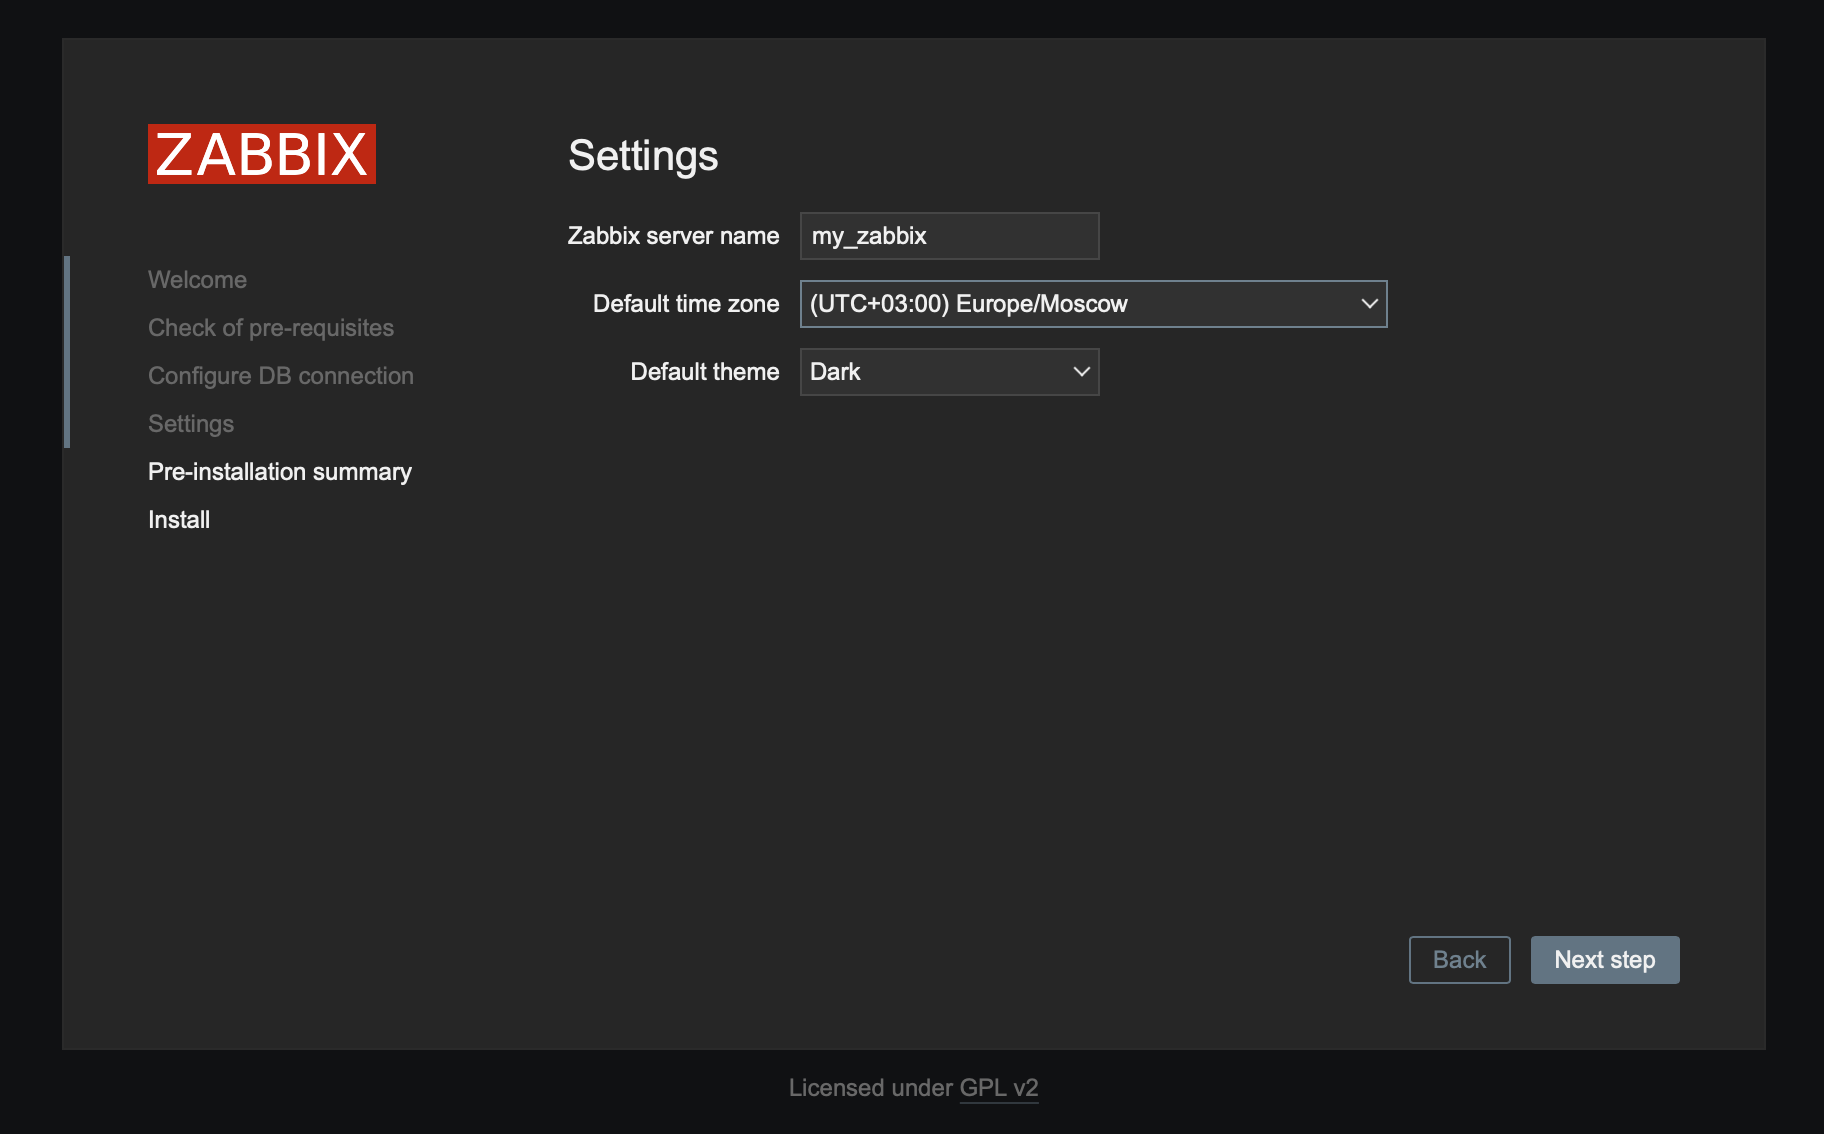 ZABBIX
Welcome
Check of pre-requisites
Configure DB connection
Settings
Pre-installation summary
Install
Settings
Zabbix server name my_zabbix
Default time zone (UTC+03:00) Europe/Moscow
Default theme Dark
Back Next step
Licensed under GPL v2